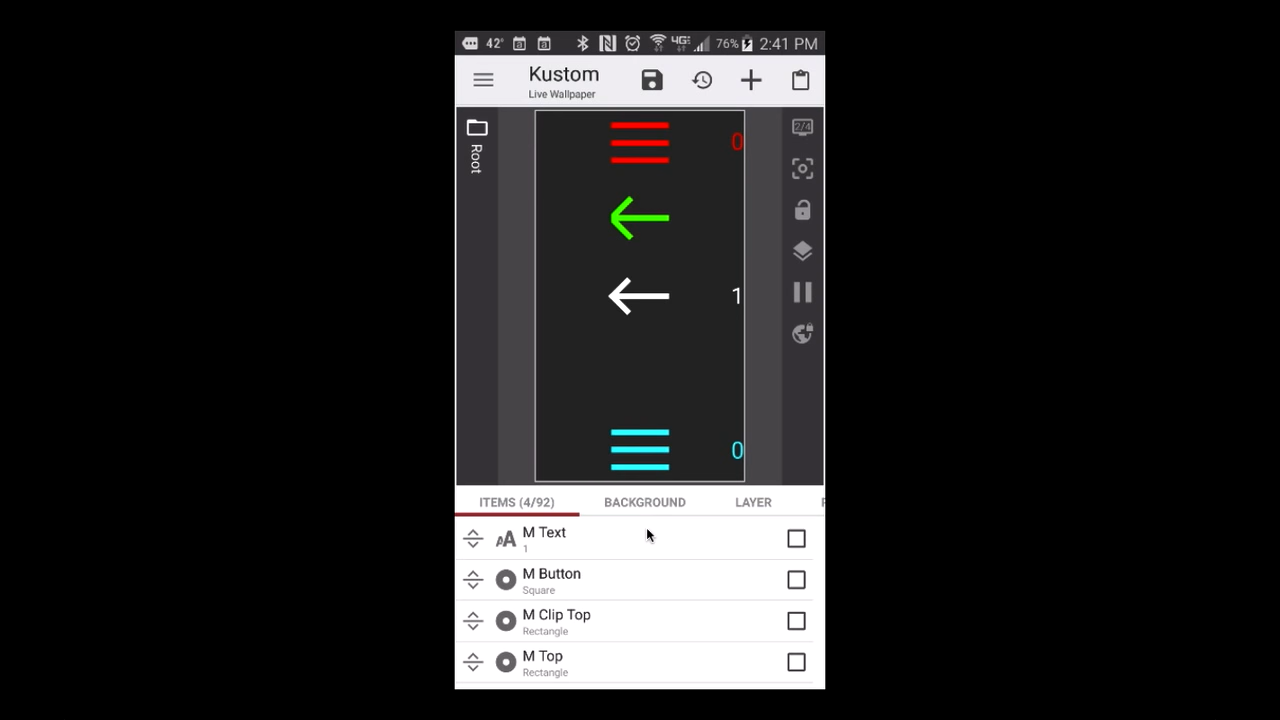 42° 4G 76% 2:41 PM
Kustom
Live Wallpaper
Root
2/4
0
1
0
ITEMS (4/92) BACKGROUND LAYER
M Text
1
M Button
Square
M Clip Top
Rectangle
M Top
Rectangle